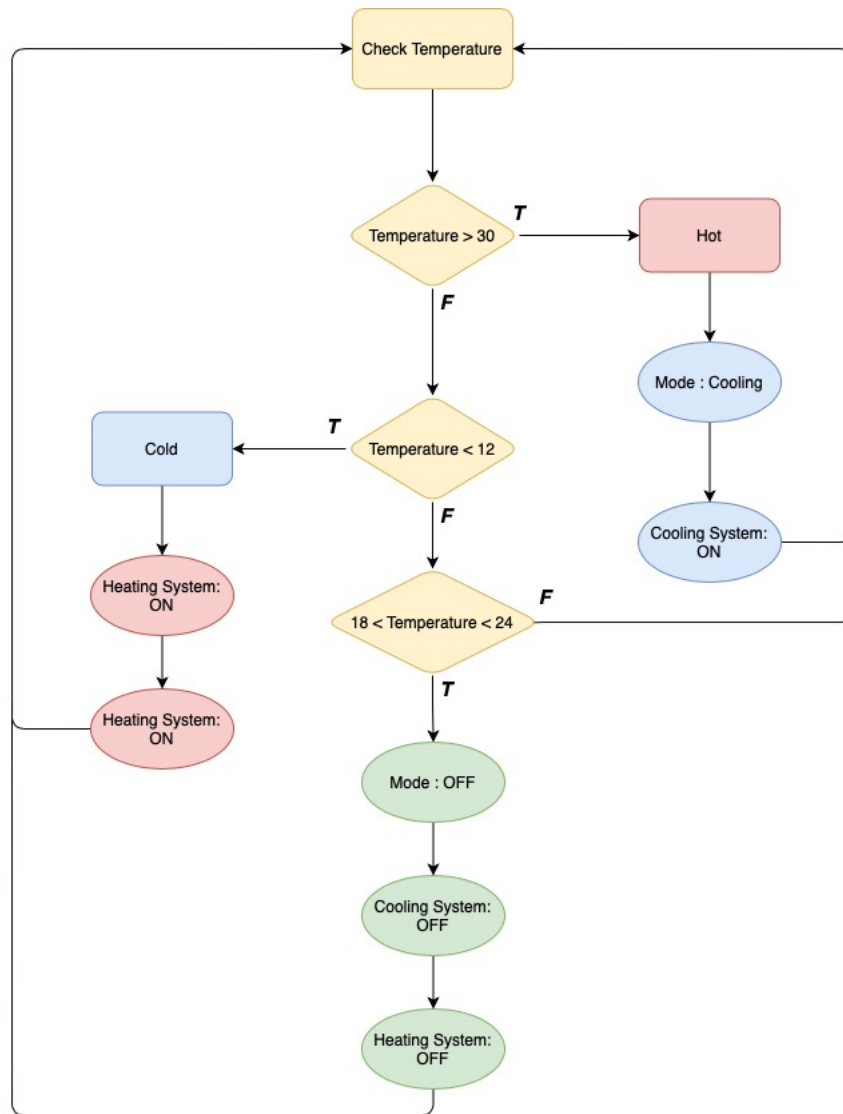 Check Temperature
Temperature > 30
T
Hot
F
Mode : Cooling
Cold
T
Temperature < 12
F
Cooling System:
ON
Heating System:
ON
18 < Temperature < 24
F
T
Heating System:
ON
Mode : OFF
Cooling System:
OFF
Heating System:
OFF